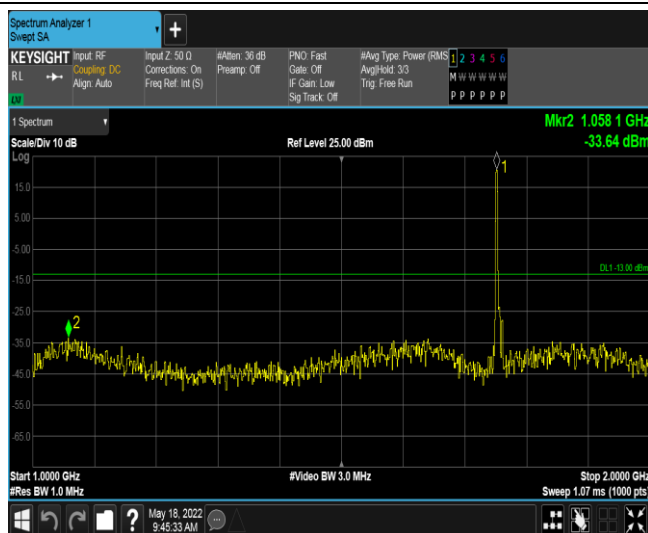 Spectrum Analyzer 1
Swept SA
KEYSIGHT
RL
LXI
Input: RF
Coupling: DC
Align: Auto
Input Z: 50 Ω
Corrections: On
Freq Ref: Int (S)
#Atten: 36 dB
Preamp: Off
PNO: Fast
Gate: Off
IF Gain: Low
Sig Track: Off
#Avg Type: Power (RMS
Avg|Hold: 3/3
Trig: Free Run
1 2 3 4 5 6
M W W W W W
P P P P P P
1 Spectrum
Mkr2 1.058 1 GHz
Scale/Div 10 dB
Ref Level 25.00 dBm
-33.64 dBm
Log
1
15.0
5.00
-5.00
DL1 -13.00 dBm
-15.0
-25.0
2
-35.0
-45.0
-55.0
-65.0
Start 1.0000 GHz
#Video BW 3.0 MHz
Stop 2.0000 GHz
#Res BW 1.0 MHz
Sweep 1.07 ms (1000 pts)
May 18, 2022
9:45:33 AM